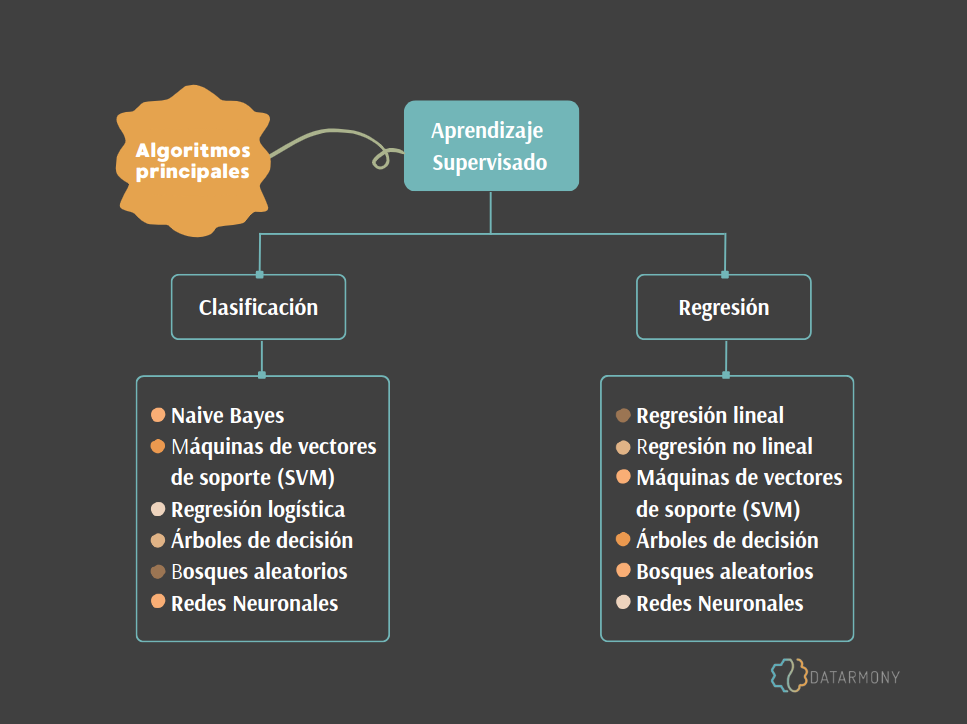 Algoritmos
principales
Aprendizaje
Supervisado
Clasificación
Regresión
Naive Bayes
Máquinas de vectores
de soporte (SVM)
Regresión logística
Árboles de decisión
Bosques aleatorios
Redes Neuronales
Regresión lineal
Regresión no lineal
Máquinas de vectores
de soporte (SVM)
Árboles de decisión
Bosques aleatorios
Redes Neuronales
DATARMONY